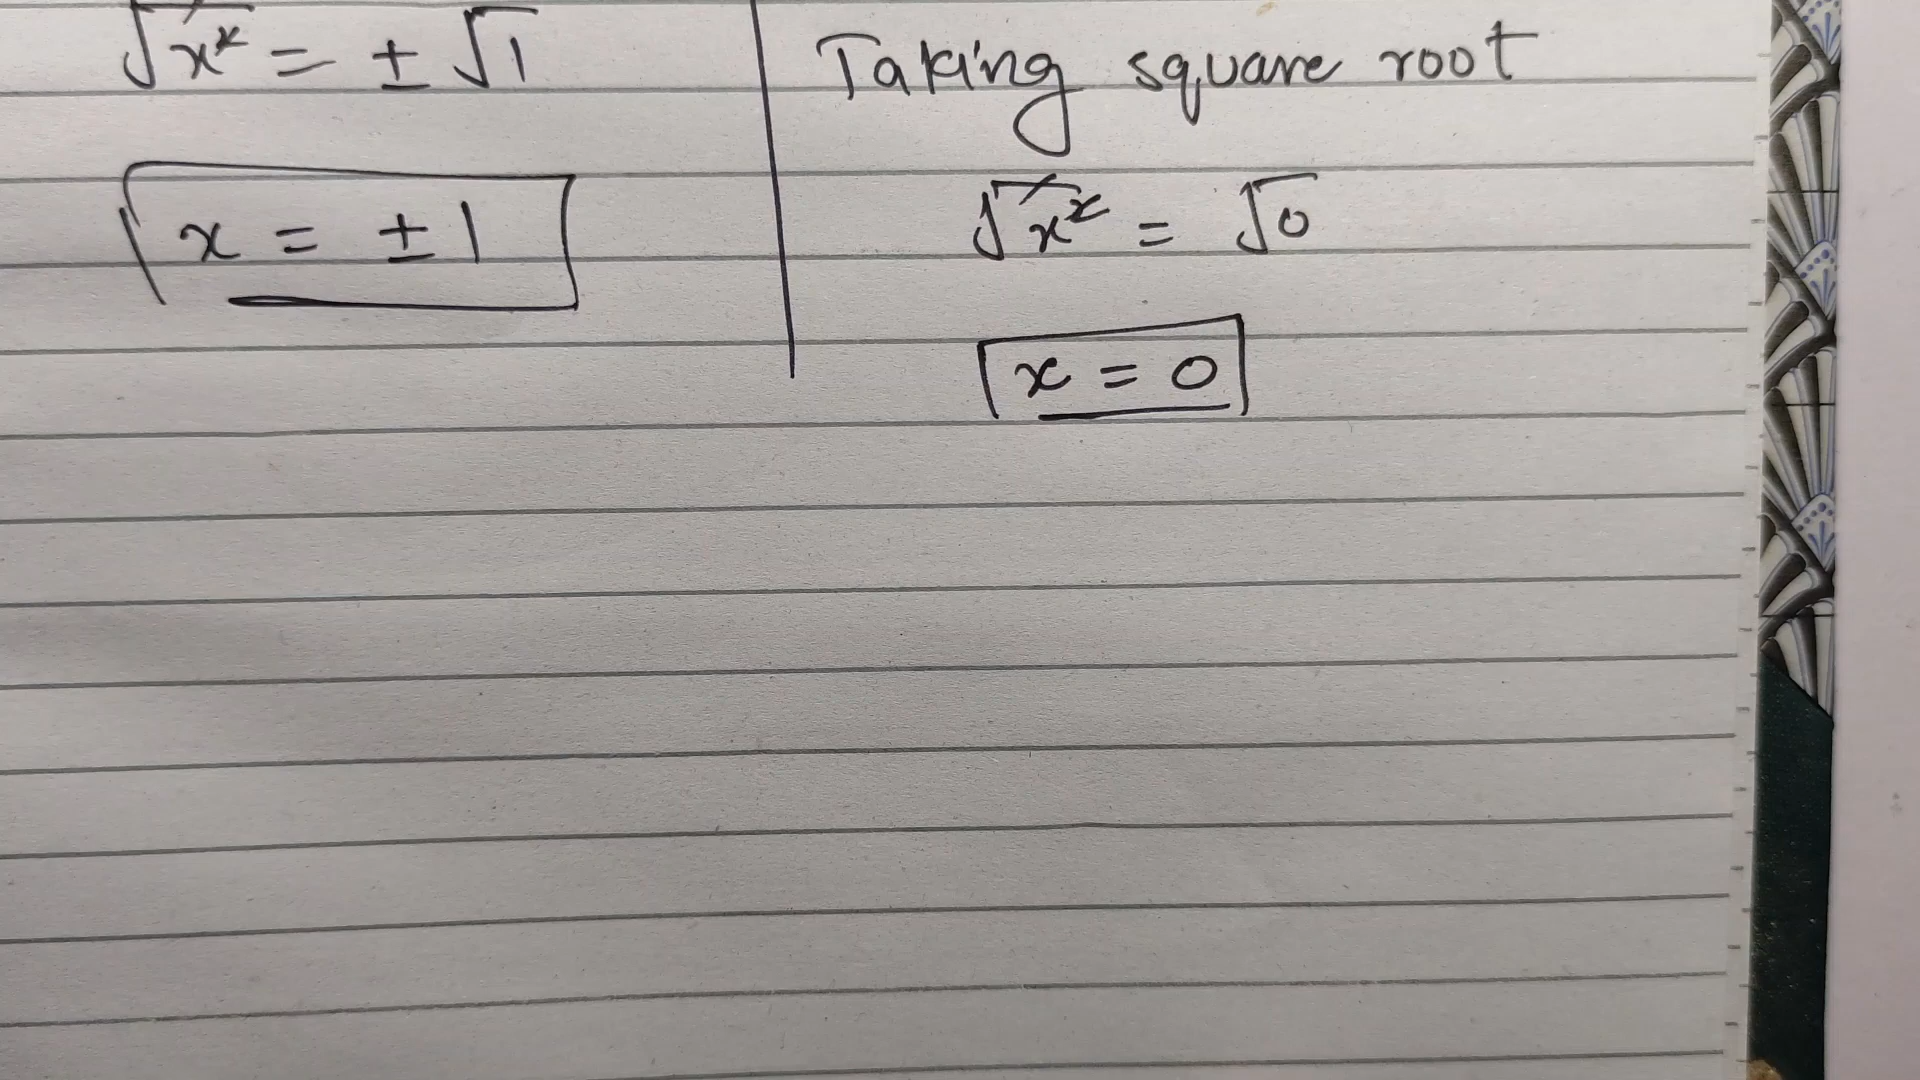 √x² = ± √1
x = ± 1
Taking square root
√x² = √0
x = 0